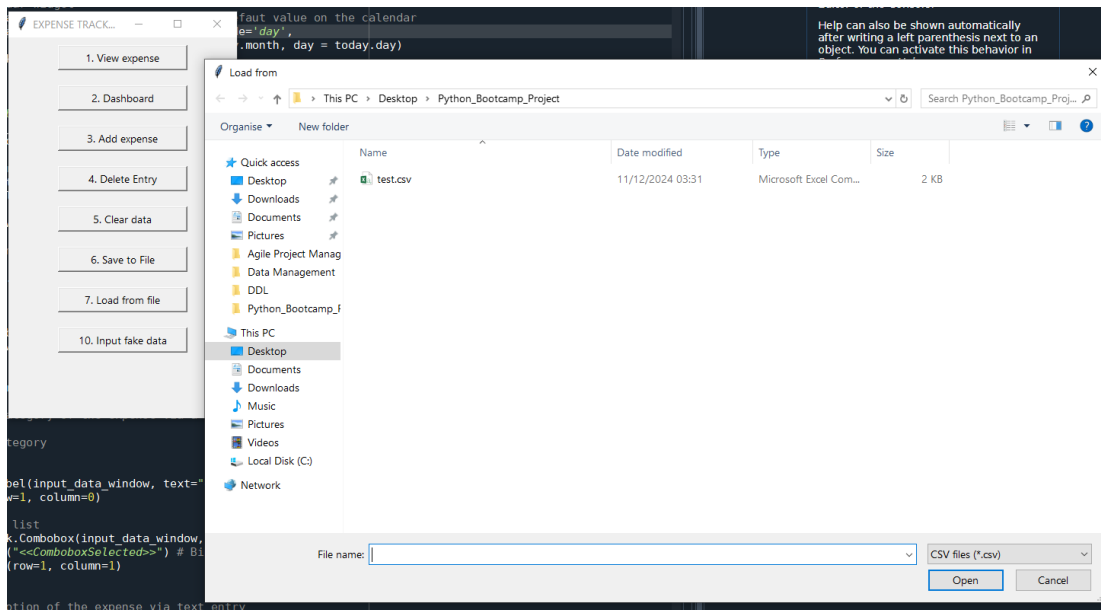 EXPENSE TRACK...
faut value on the calendar
e='day',
.month, day = today.day)
Help can also be shown automatically
after writing a left parenthesis next to an
object. You can activate this behavior in
1. View expense
2. Dashboard
3. Add expense
4. Delete Entry
5. Clear data
6. Save to File
7. Load from file
10. Input fake data
Load from
This PC > Desktop > Python_Bootcamp_Project
Search Python_Bootcamp_Proj...
Organise
New folder
Name Date modified Type Size
test.csv 11/12/2024 03:31 Microsoft Excel Com... 2 KB
Quick access
Desktop
Downloads
Documents
Pictures
Agile Project Manag
Data Management
DDL
Python_Bootcamp_F
This PC
Desktop
Documents
Downloads
Music
Pictures
Videos
Local Disk (C:)
Network
File name:
CSV files (*.csv)
Open
Cancel
tegory
bel(input_data_window, text="
w=1, column=0)
list
k.Combobox(input_data_window,
("<<ComboboxSelected>>") # Bi
(row=1, column=1)
ption of the expense via text entry